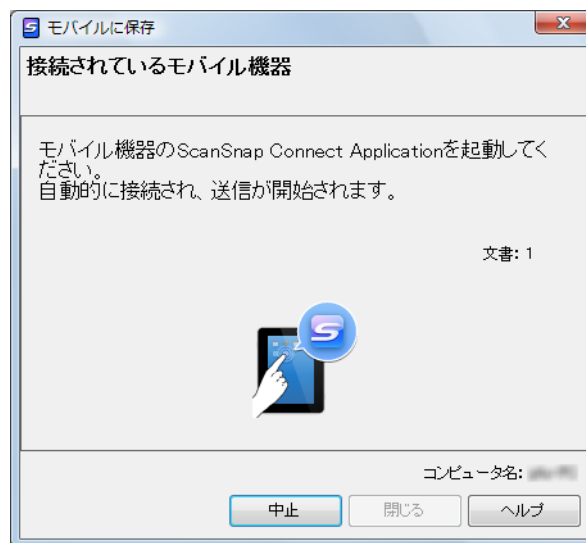 モバイルに保存
接続されているモバイル機器
モバイル機器のScanSnap Connect Applicationを起動してく
ださい。
自動的に接続され、送信が開始されます。
文書: 1
コンピュータ名:
中止
閉じる
ヘルプ